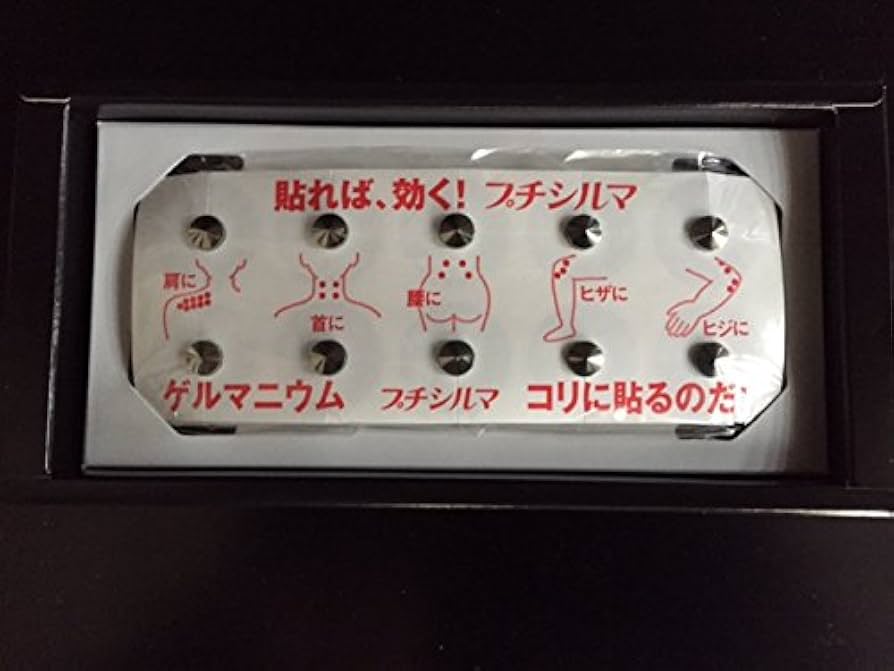 貼れば、効く! プチシルマ
肩に
首に
腰に
ヒザに
ヒジに
ゲルマニウム プチシルマ コリに貼るのだ